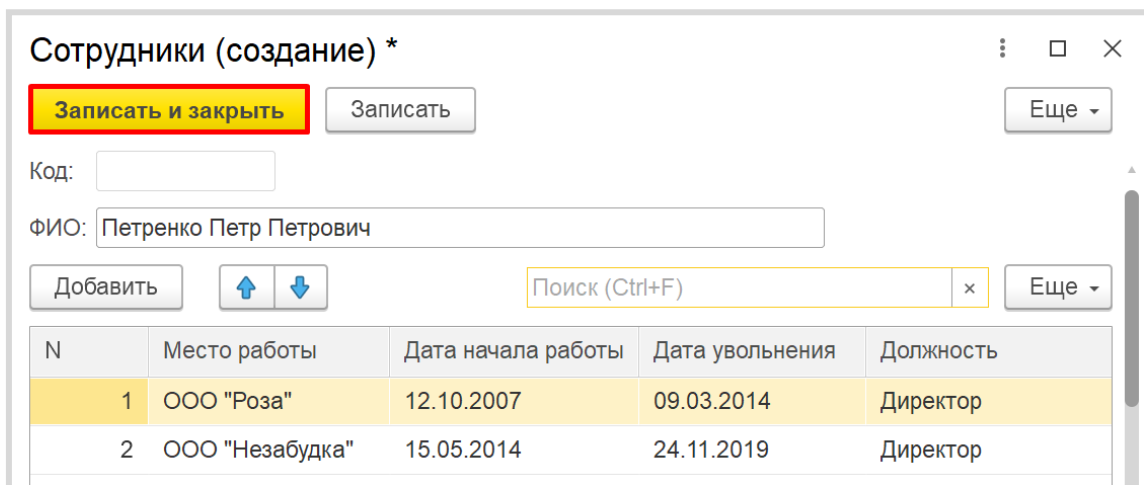 Сотрудники (создание) *
Записать и закрыть Записать Еще
Код:
ФИО: Петренко Петр Петрович
Добавить Поиск (Ctrl+F) × Еще
N Место работы Дата начала работы Дата увольнения Должность
1 ООО "Роза" 12.10.2007 09.03.2014 Директор
2 ООО "Незабудка" 15.05.2014 24.11.2019 Директор